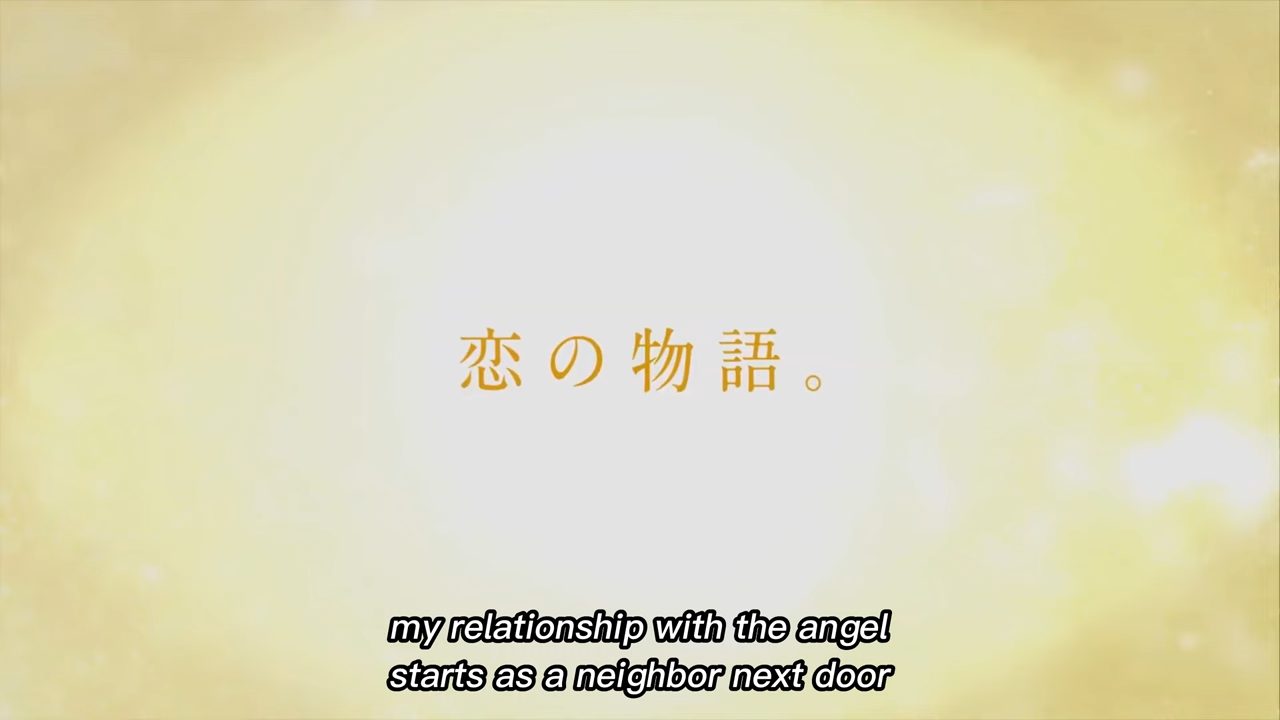 恋の物語。
my relationship with the angel
starts as a neighbor next door